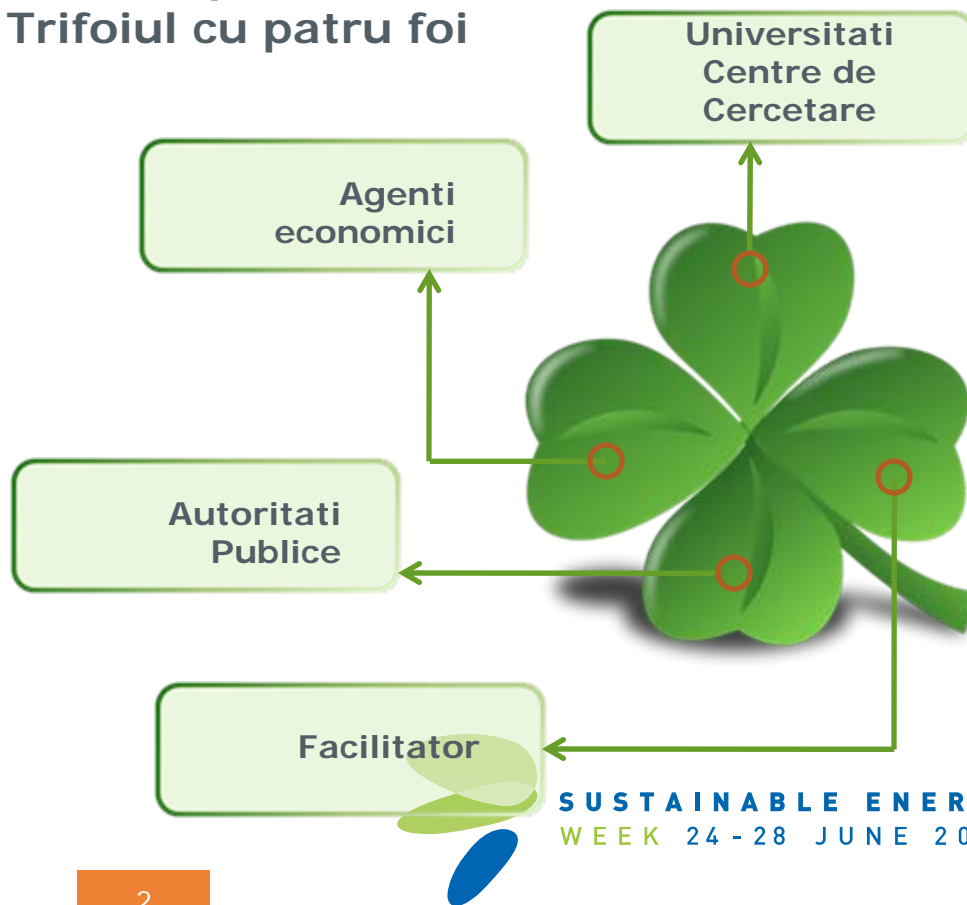 Trifoiul cu patru foi
Universitati
Centre de
Cercetare
Agenti
economici
Autoritati
Publice
Facilitator
SUSTAINABLE ENER
WEEK 24-28 JUNE 20
2